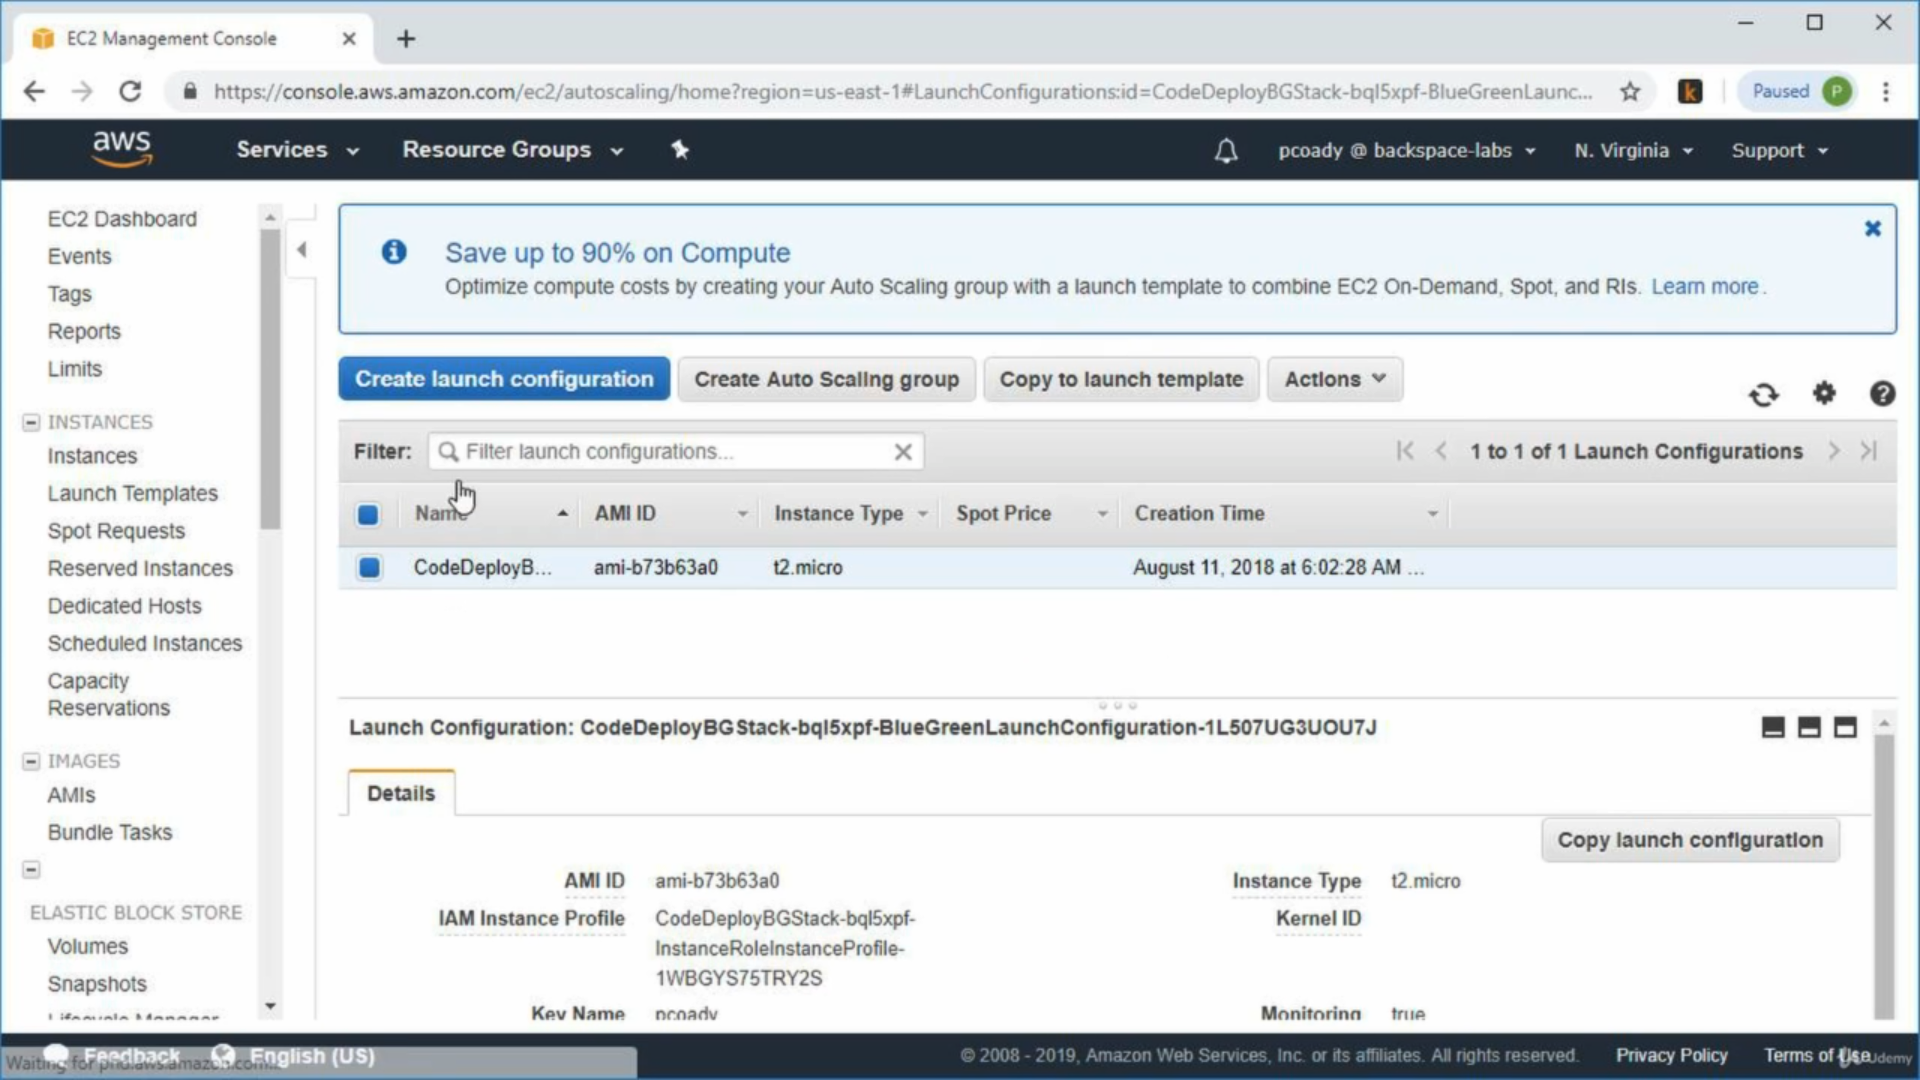 EC2 Management Console
https://console.aws.amazon.com/ec2/autoscaling/home?region=us-east-1#LaunchConfigurations:id=CodeDeployBGStack-bql5xpf-BlueGreenLaunc...
k
Paused P
aws Services Resource Groups pcoady @ backspace-labs N. Virginia Support
EC2 Dashboard
Events
Tags
Reports
Limits
INSTANCES
Instances
Launch Templates
Spot Requests
Reserved Instances
Dedicated Hosts
Scheduled Instances
Capacity
Reservations
IMAGES
AMIs
Bundle Tasks
ELASTIC BLOCK STORE
Volumes
Snapshots
Lifecycle Manager
Save up to 90% on Compute
Optimize compute costs by creating your Auto Scaling group with a launch template to combine EC2 On-Demand, Spot, and RIs. Learn more.
Create launch configuration Create Auto Scaling group Copy to launch template Actions
Filter: Filter launch configurations... 1 to 1 of 1 Launch Configurations
Name AMI ID Instance Type Spot Price Creation Time
CodeDeployB... ami-b73b63a0 t2.micro August 11, 2018 at 6:02:28 AM ...
Launch Configuration: CodeDeployBGStack-bql5xpf-BlueGreenLaunchConfiguration-1L507UG3UOU7J
Details
Copy launch configuration
AMI ID ami-b73b63a0 Instance Type t2.micro
IAM Instance Profile CodeDeployBGStack-bql5xpf- Kernel ID
InstanceRoleInstanceProfile-
1WBGYS75TRY2S
Key Name pcoady Monitoring true
Feedback English (US) © 2008 - 2019, Amazon Web Services, Inc. or its affiliates. All rights reserved. Privacy Policy Terms of Use
Waiting for
Udemy